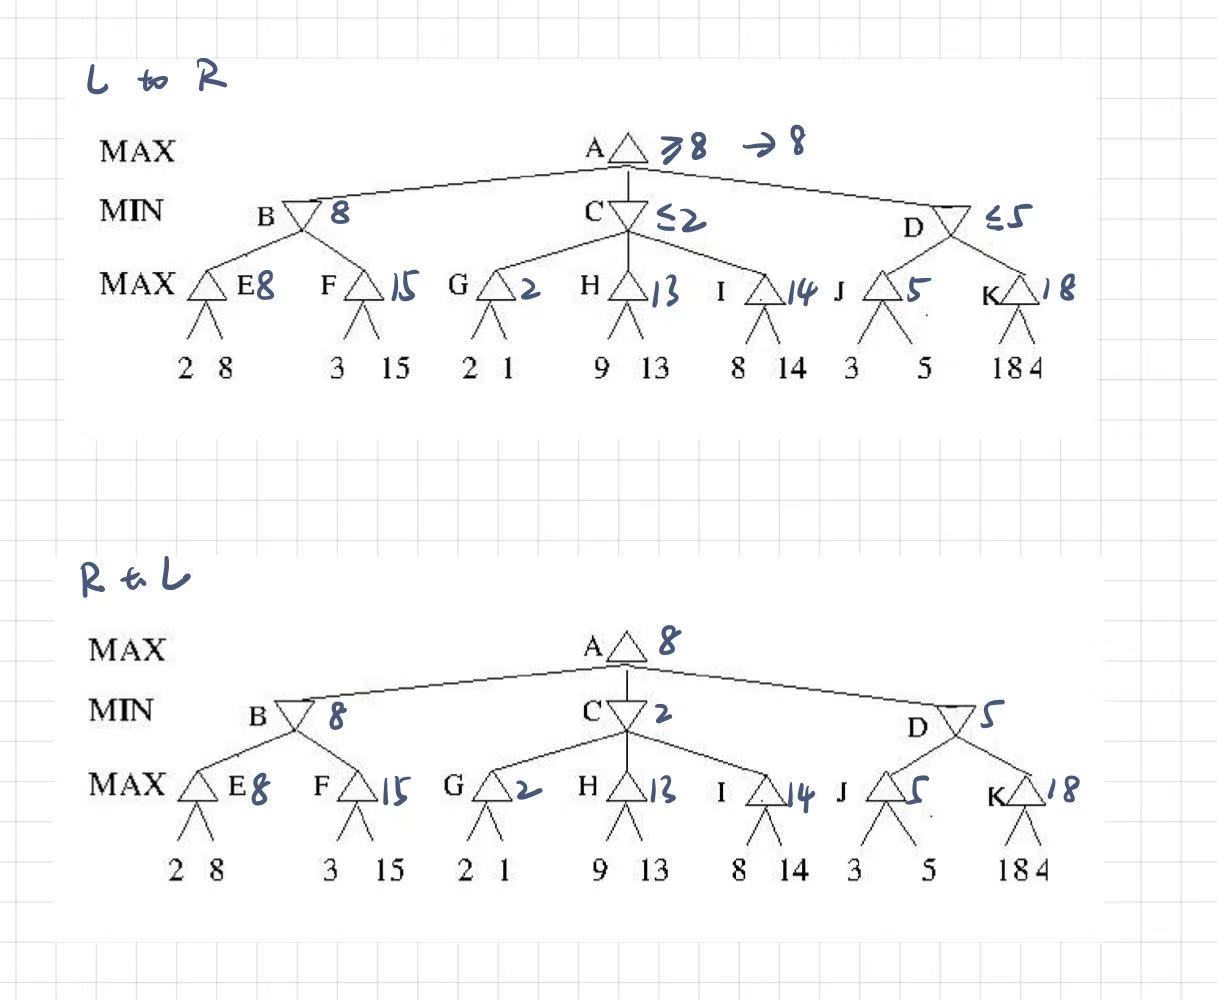 L to R
MAX A ≥8 → 8
MIN B 8 C ≤2 D ≤5
MAX E8 F 15 G 2 H 13 I 14 J 5 K 18
2 8 3 15 2 1 9 13 8 14 3 5 18 4
R to L
MAX A 8
MIN B 8 C 2 D 5
MAX E8 F 15 G 2 H 13 I 14 J 5 K 18
2 8 3 15 2 1 9 13 8 14 3 5 18 4